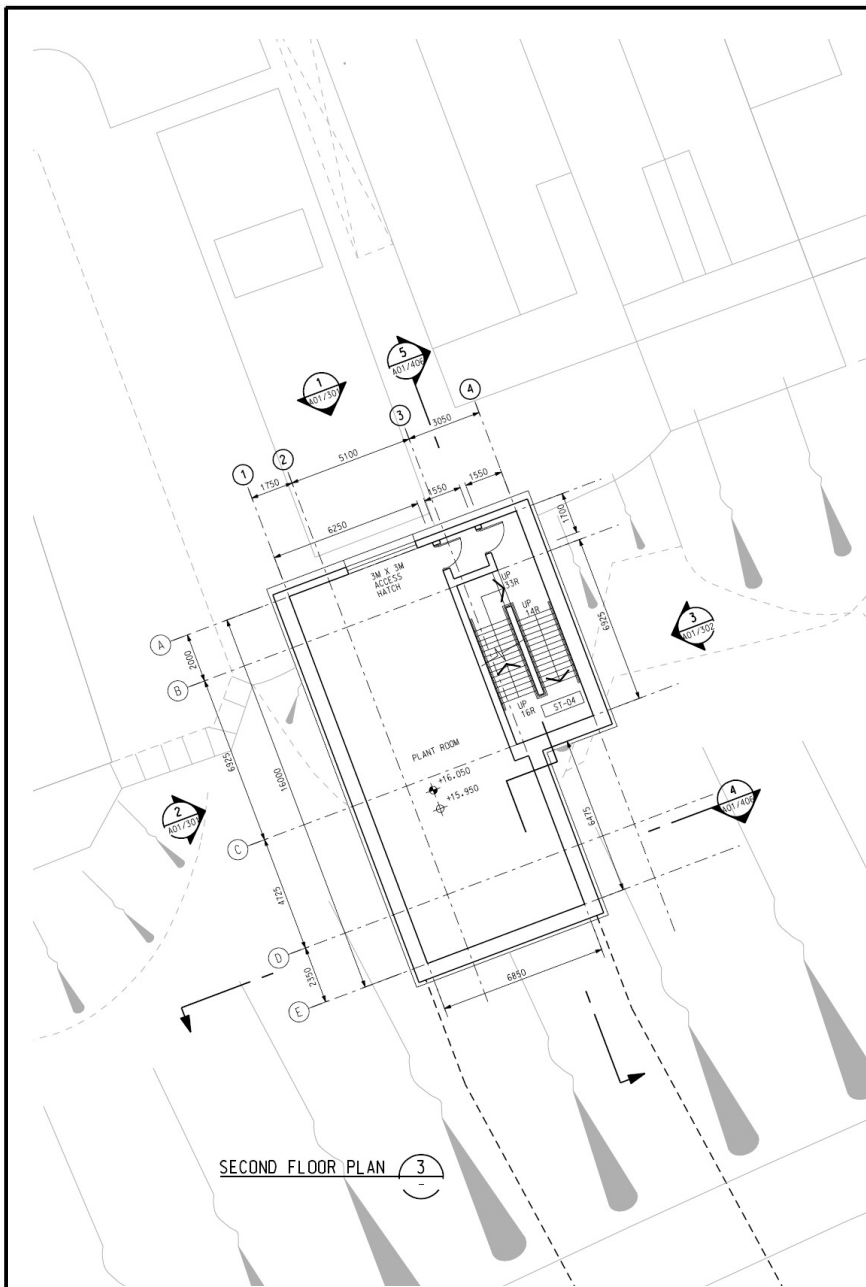 5
A01/406
1
A01/301
4
3
3050
2
5100
1
1750
1550
1550
6250
1700
3M X 3M
ACCESS
HATCH
UP
33R
UP
14R
6925
3
A01/302
A
2000
B
UP
16R
ST-04
PLANT ROOM
6925
16000
+16.050
+15.950
2
A01/301
4
A01/406
6475
C
4725
D
2350
E
6850
SECOND FLOOR PLAN
3
-